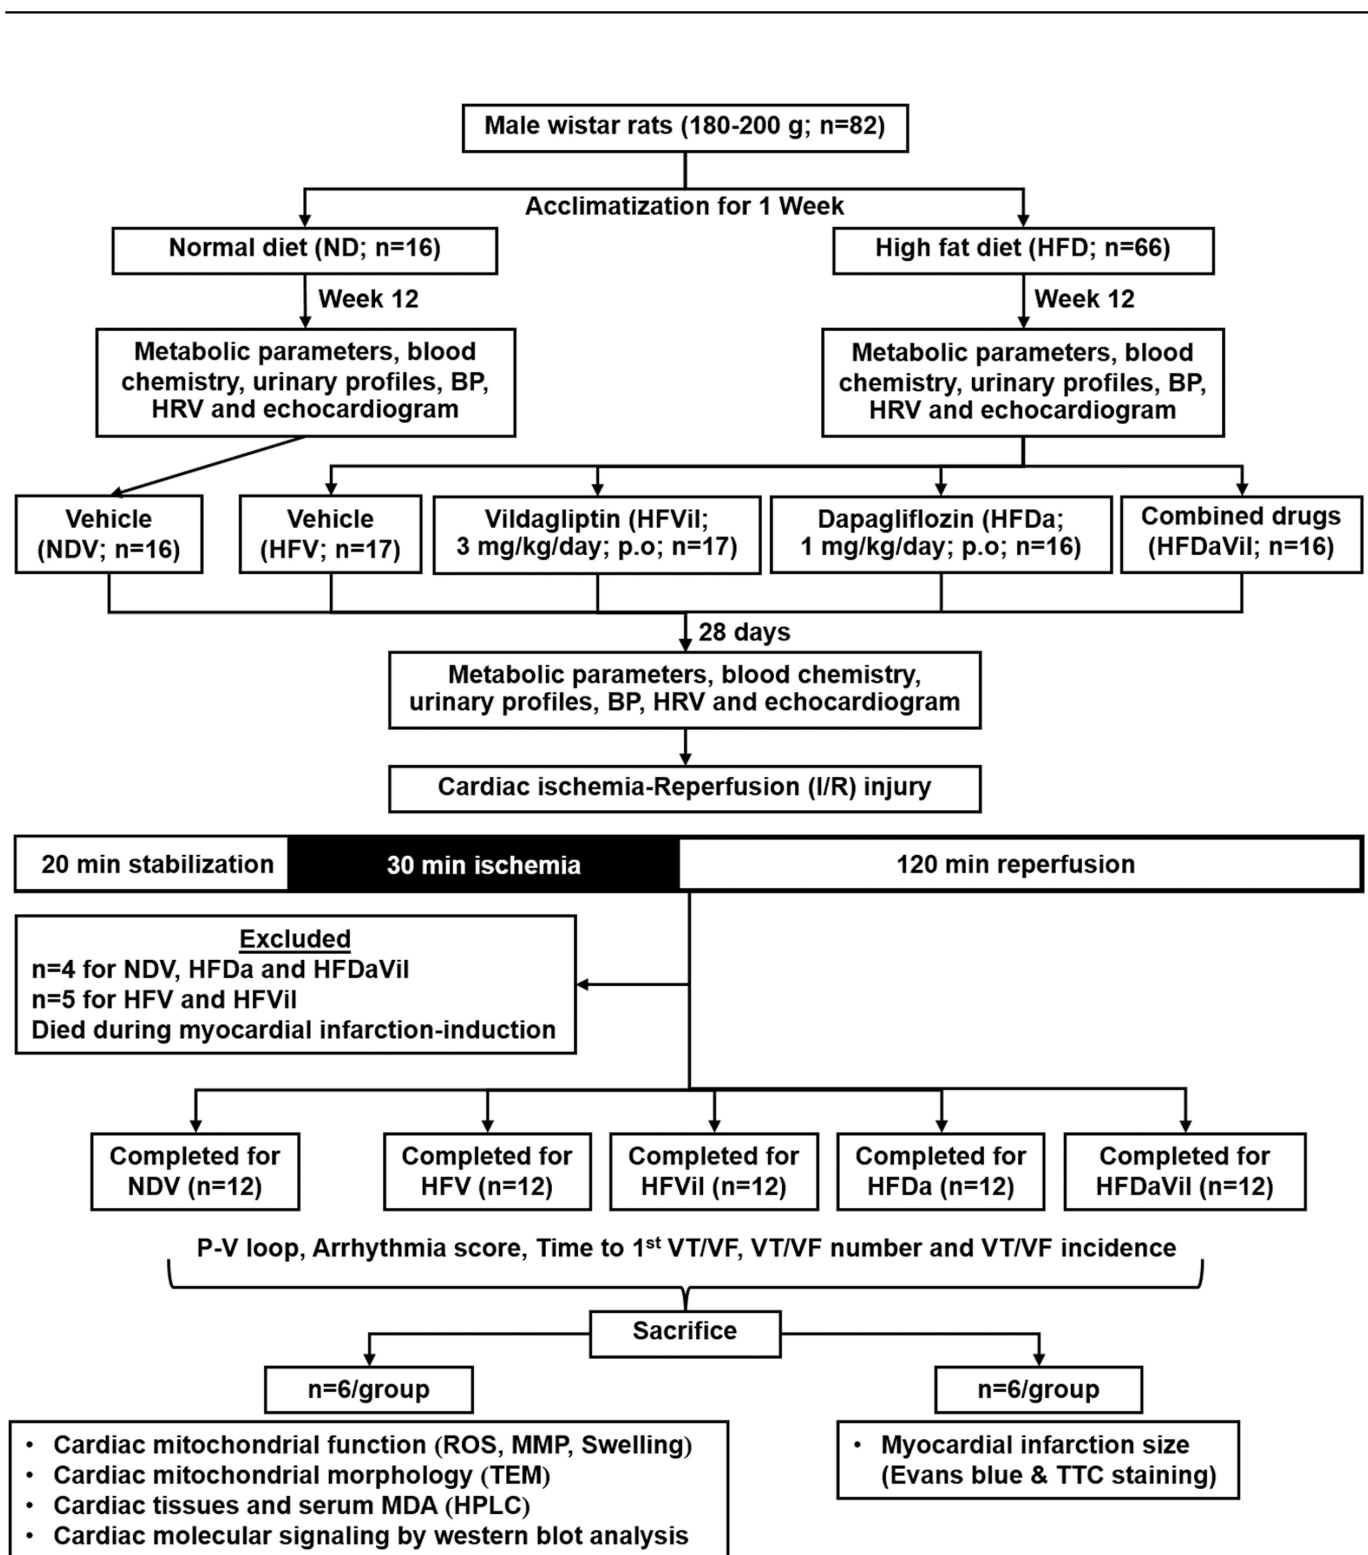 Male wistar rats (180-200 g; n=82)
Acclimatization for 1 Week
Normal diet (ND; n=16)
High fat diet (HFD; n=66)
Week 12
Week 12
Metabolic parameters, blood
chemistry, urinary profiles, BP,
HRV and echocardiogram
Metabolic parameters, blood
chemistry, urinary profiles, BP,
HRV and echocardiogram
Vehicle
(NDV; n=16)
Vehicle
(HFV; n=17)
Vildagliptin (HFVil;
3 mg/kg/day; p.o; n=17)
Dapagliflozin (HFDa;
1 mg/kg/day; p.o; n=16)
Combined drugs
(HFDaVil; n=16)
28 days
Metabolic parameters, blood chemistry,
urinary profiles, BP, HRV and echocardiogram
Cardiac ischemia-Reperfusion (I/R) injury
20 min stabilization
30 min ischemia
120 min reperfusion
Excluded
n=4 for NDV, HFDa and HFDaVil
n=5 for HFV and HFVil
Died during myocardial infarction-induction
Completed for
NDV (n=12)
Completed for
HFV (n=12)
Completed for
HFVil (n=12)
Completed for
HFDa (n=12)
Completed for
HFDaVil (n=12)
P-V loop, Arrhythmia score, Time to 1st VT/VF, VT/VF number and VT/VF incidence
Sacrifice
n=6/group
n=6/group
• Cardiac mitochondrial function (ROS, MMP, Swelling)
• Cardiac mitochondrial morphology (TEM)
• Cardiac tissues and serum MDA (HPLC)
• Cardiac molecular signaling by western blot analysis
• Myocardial infarction size
(Evans blue & TTC staining)